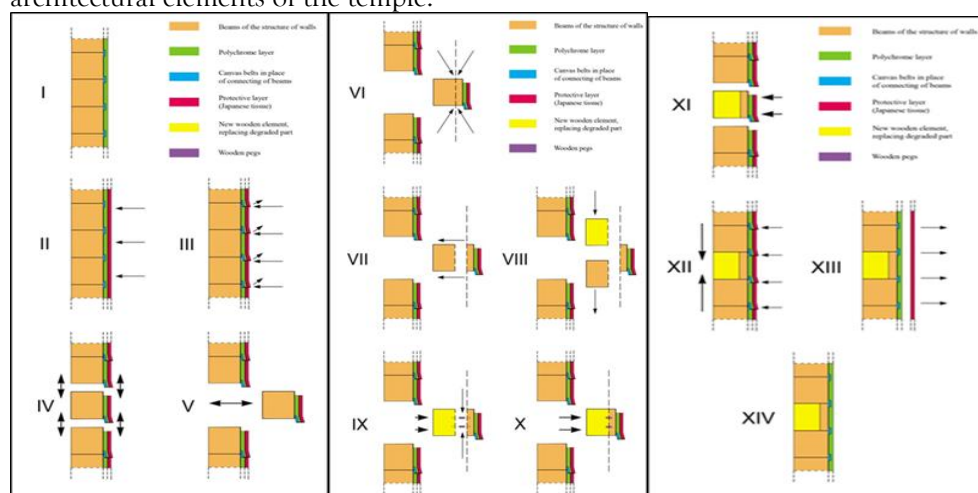 architectural elements of the temple.
Beams of the structure of walls
Polychrome layer
Canvas belts in place
of connecting of beams
Protective layer
(Japanese tissue)
New wooden element,
replacing degraded part
Wooden pegs
I
II
III
IV
V
Beams of the structure of walls
Polychrome layer
Canvas belts in place
of connecting of beams
Protective layer
(Japanese tissue)
New wooden element,
replacing degraded part
Wooden pegs
VI
VII
VIII
IX
X
Beams of the structure of walls
Polychrome layer
Canvas belts in place
of connecting of beams
Protective layer
(Japanese tissue)
New wooden element,
replacing degraded part
Wooden pegs
XI
XII
XIII
XIV